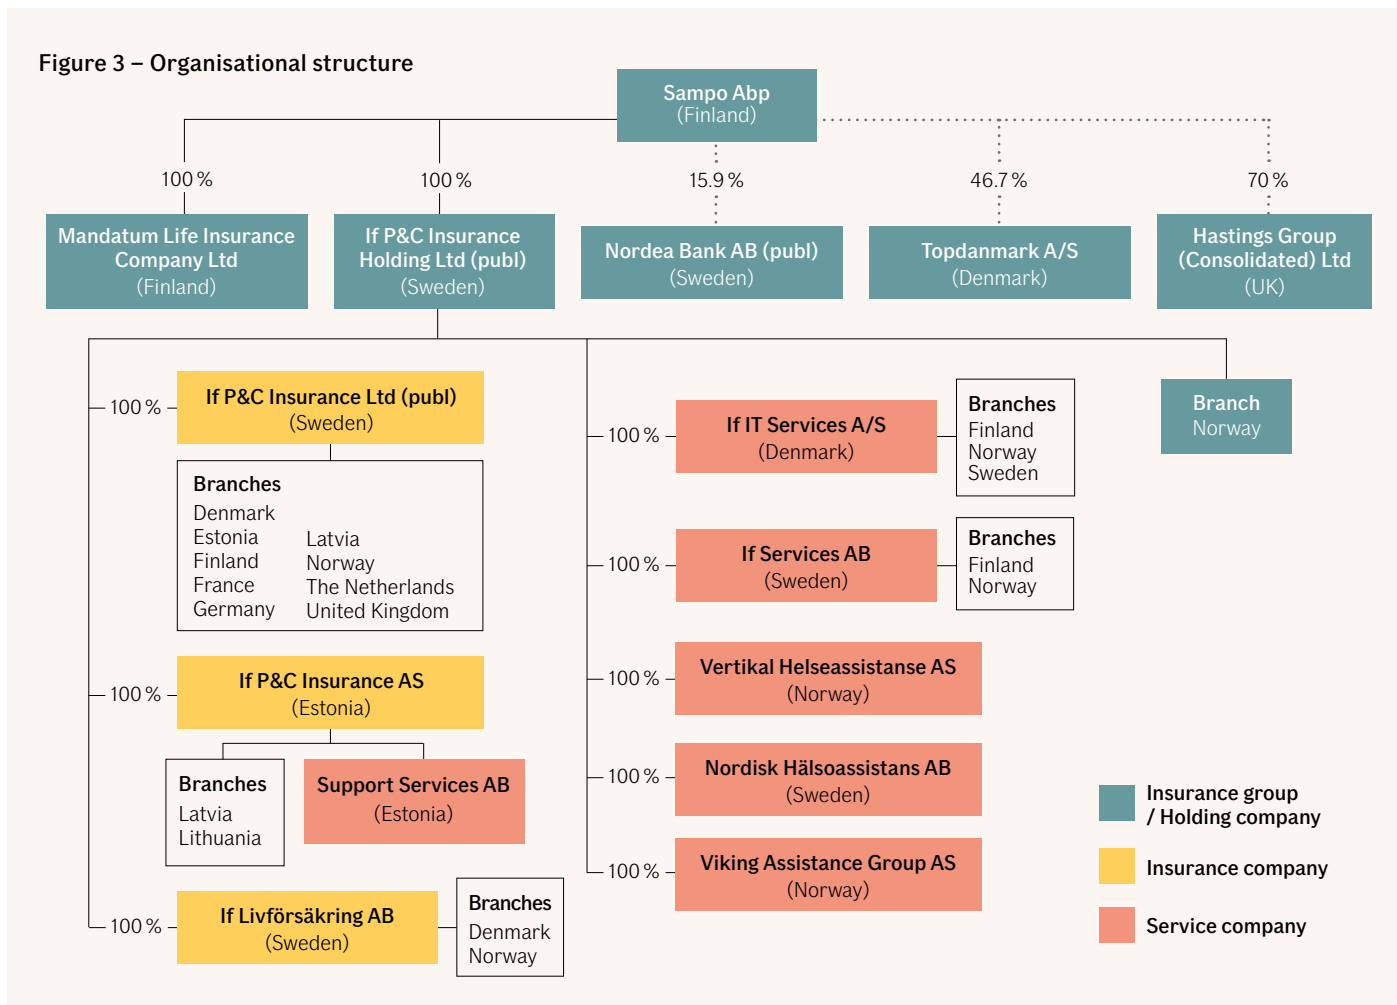 Figure 3 – Organisational structure
Sampo Abp
(Finland)
100 %
100 %
15.9 %
46.7 %
70 %
Mandatum Life Insurance
Company Ltd
(Finland)
If P&C Insurance
Holding Ltd (publ)
(Sweden)
Nordea Bank AB (publ)
(Sweden)
Topdanmark A/S
(Denmark)
Hastings Group
(Consolidated) Ltd
(UK)
100 %
If P&C Insurance Ltd (publ)
(Sweden)
Branches
Denmark
Estonia
Finland
France
Germany
Latvia
Norway
The Netherlands
United Kingdom
100 %
If P&C Insurance AS
(Estonia)
Branches
Latvia
Lithuania
Support Services AB
(Estonia)
100 %
If Livförsäkring AB
(Sweden)
Branches
Denmark
Norway
100 %
If IT Services A/S
(Denmark)
Branches
Finland
Norway
Sweden
100 %
If Services AB
(Sweden)
Branches
Finland
Norway
100 %
Vertikal Helseassistanse AS
(Norway)
100 %
Nordisk Hälsoassistans AB
(Sweden)
100 %
Viking Assistance Group AS
(Norway)
Branch
Norway
Insurance group
/ Holding company
Insurance company
Service company